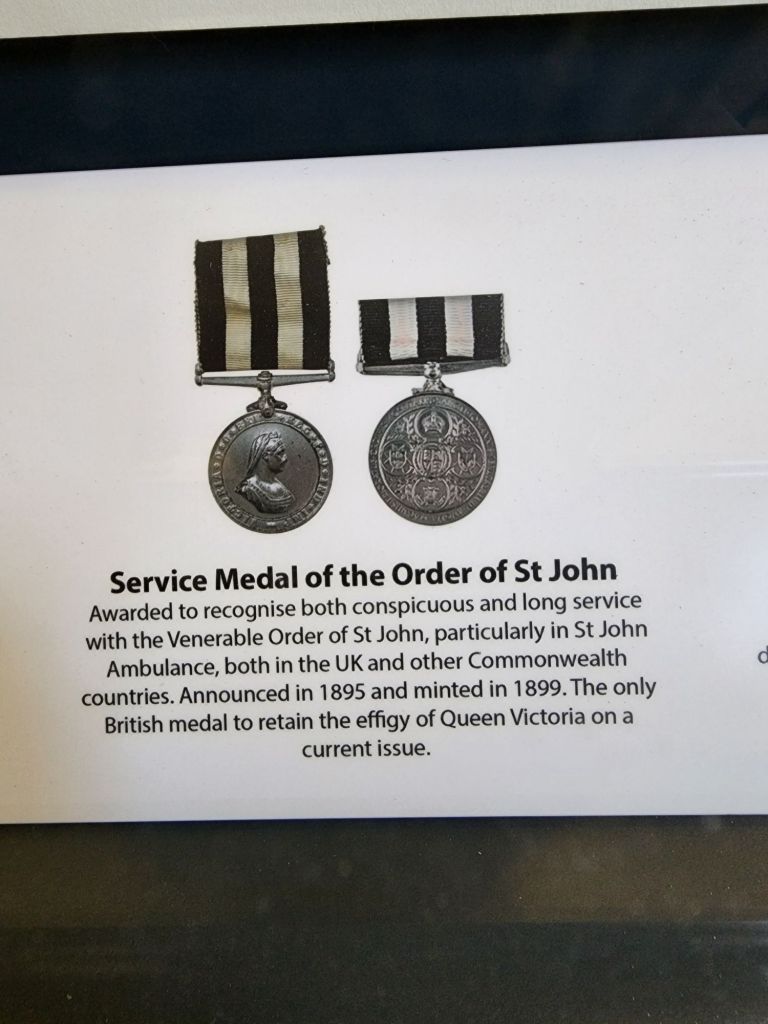 Service Medal of the Order of St John
Awarded to recognise both conspicuous and long service
with the Venerable Order of St John, particularly in St John
Ambulance, both in the UK and other Commonwealth
countries. Announced in 1895 and minted in 1899. The only
British medal to retain the effigy of Queen Victoria on a
current issue.
d